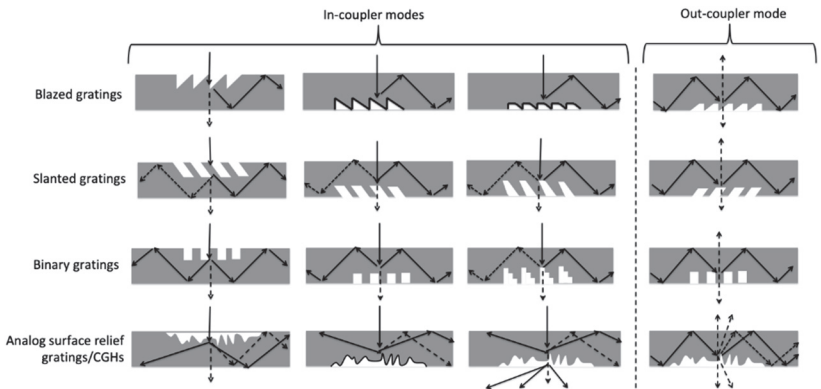 In-coupler modes
Out-coupler mode
Blazed gratings
Slanted gratings
Binary gratings
Analog surface relief
gratings/CGHs